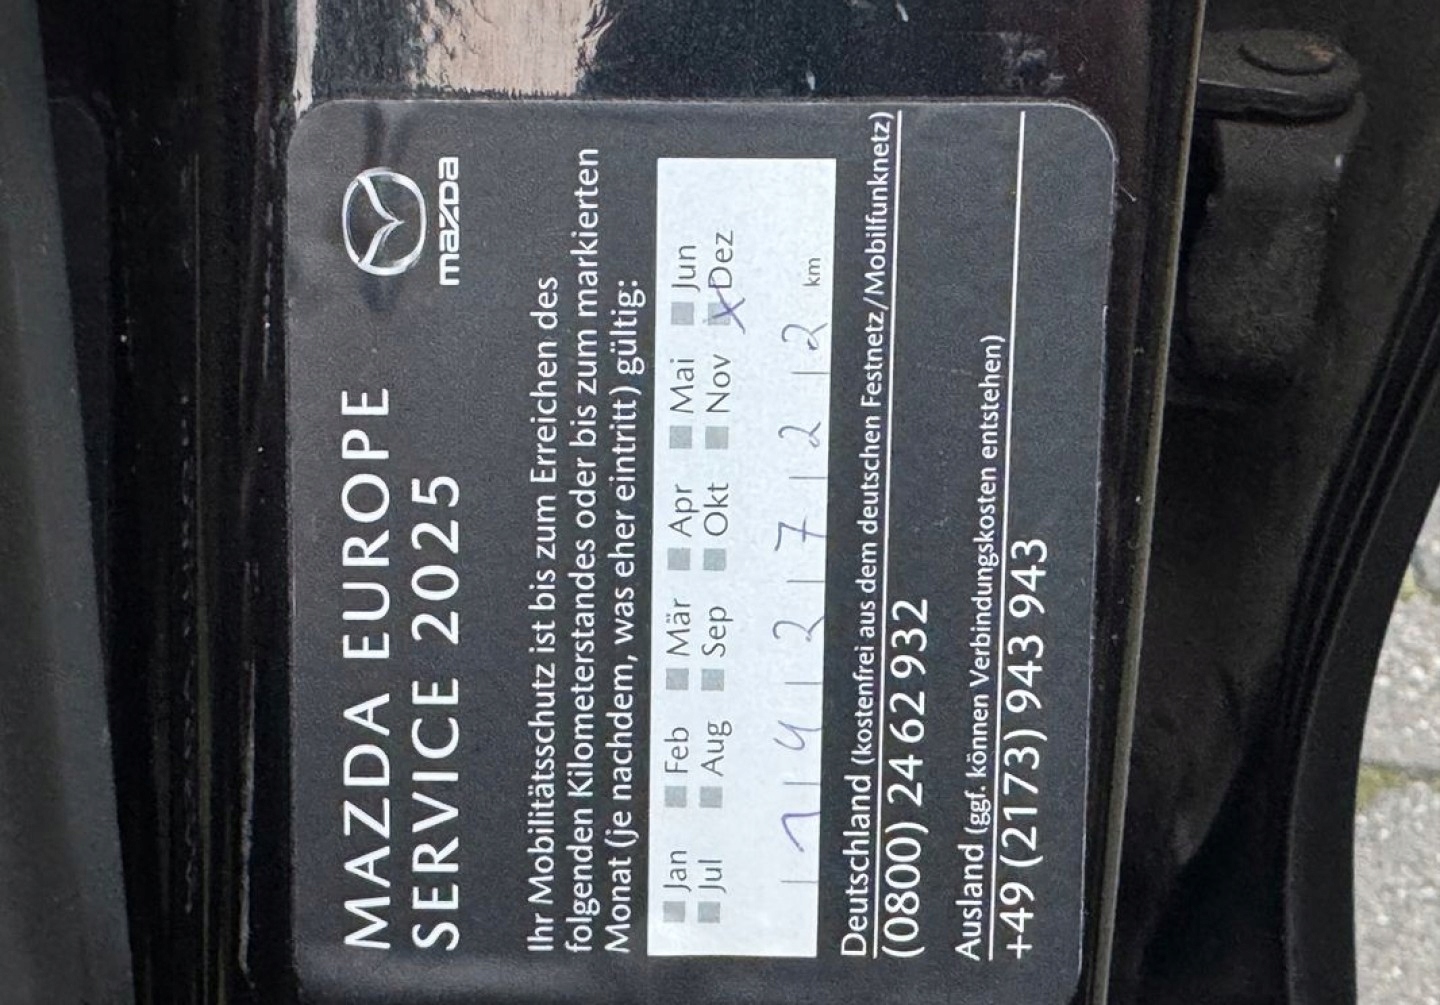 MAZDA EUROPE
SERVICE 2025
mazda
Ihr Mobilitätsschutz ist bis zum Erreichen des
folgenden Kilometerstandes oder bis zum markierten
Monat (je nachdem, was eher eintritt) gültig:
Jan Feb Mär Apr Mai Jun
Jul Aug Sep Okt Nov X Dez
1 4 2 7 2 2 km
Deutschland (kostenfrei aus dem deutschen Festnetz/Mobilfunknetz)
(0800) 24 62 932
Ausland (ggf. können Verbindungskosten entstehen)
+49 (2173) 943 943